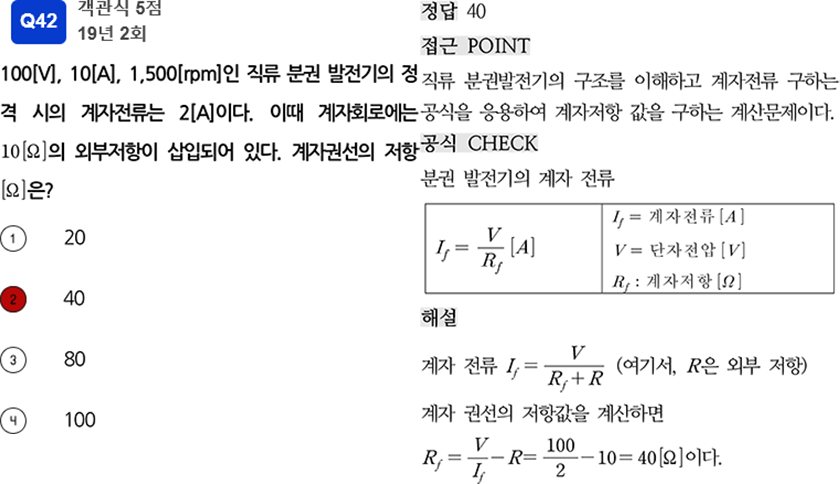 Q42
객관식 5점
19년 2회
100[V], 10[A], 1,500[rpm]인 직류 분권 발전기의 정
격 시의 계자전류는 2[A]이다. 이때 계자회로에는
10[Ω]의 외부저항이 삽입되어 있다. 계자권선의 저항
[Ω]은?
1 20
2 40
3 80
4 100
정답 40
접근 POINT
직류 분권발전기의 구조를 이해하고 계자전류 구하는
공식을 응용하여 계자저항 값을 구하는 계산문제이다.
공식 CHECK
분권 발전기의 계자 전류
I_f = V/R_f [A]
I_f = 계자전류[A]
V = 단자전압[V]
R_f : 계자저항[Ω]
해설
계자 전류 I_f = V/(R_f+R) (여기서, R은 외부 저항)
계자 권선의 저항값을 계산하면
R_f = V/I_f − R = 100/2 − 10 = 40[Ω]이다.